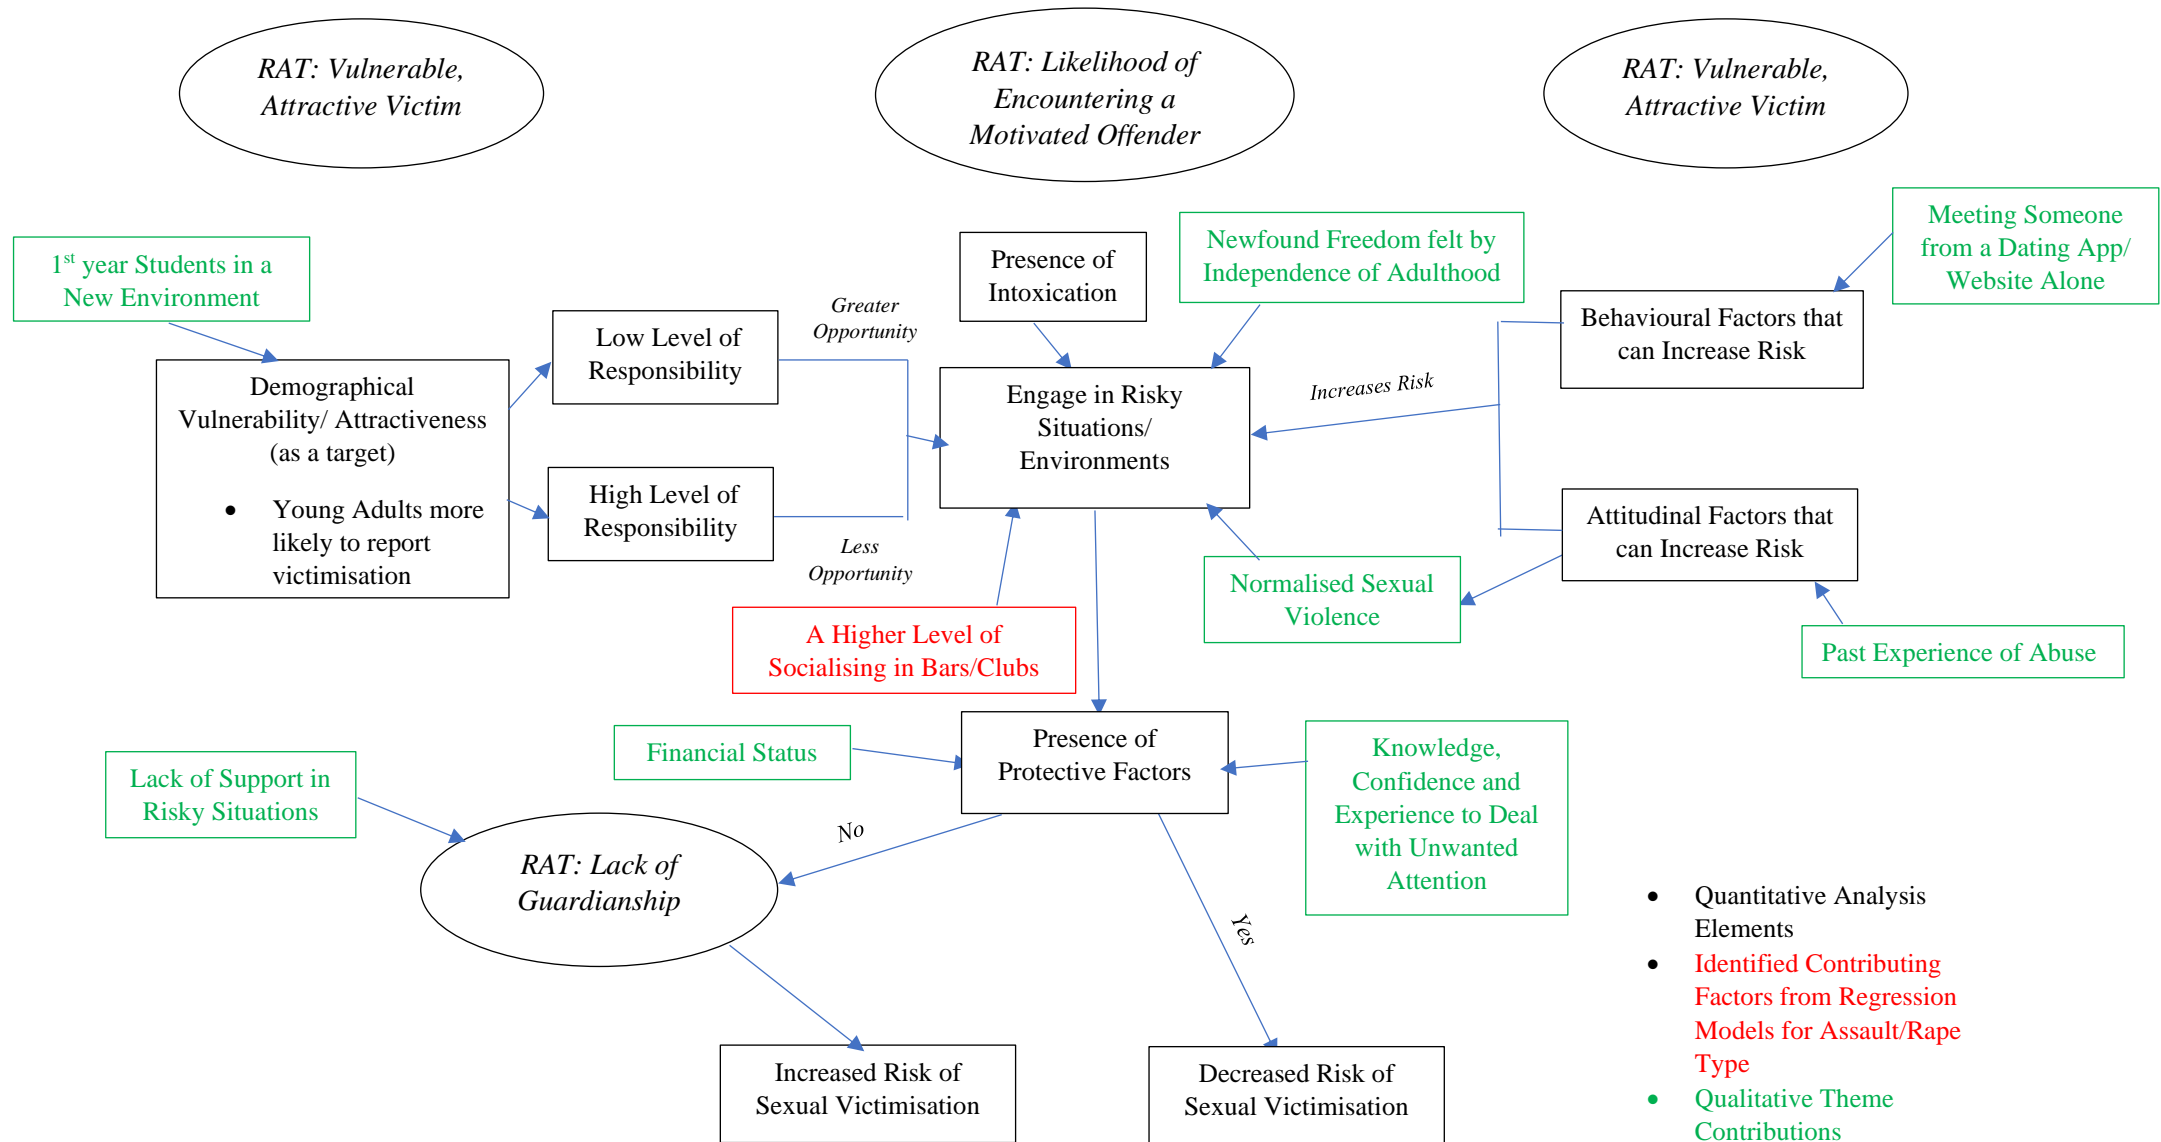 RAT: Vulnerable,
Attractive Victim
RAT: Likelihood of
Encountering a
Motivated Offender
RAT: Vulnerable,
Attractive Victim
1st year Students in a
New Environment
Presence of
Intoxication
Newfound Freedom felt by
Independence of Adulthood
Meeting Someone
from a Dating App/
Website Alone
Low Level of
Responsibility
Greater
Opportunity
Behavioural Factors that
can Increase Risk
Demographical
Vulnerability/ Attractiveness
(as a target)
• Young Adults more
likely to report
victimisation
Engage in Risky
Situations/
Environments
Increases Risk
High Level of
Responsibility
Less
Opportunity
Attitudinal Factors that
can Increase Risk
Normalised Sexual
Violence
A Higher Level of
Socialising in Bars/Clubs
Past Experience of Abuse
Financial Status
Presence of
Protective Factors
Knowledge,
Confidence and
Experience to Deal
with Unwanted
Attention
Lack of Support in
Risky Situations
No
RAT: Lack of
Guardianship
Yes
• Quantitative Analysis
Elements
• Identified Contributing
Factors from Regression
Models for Assault/Rape
Type
• Qualitative Theme
Contributions
Increased Risk of
Sexual Victimisation
Decreased Risk of
Sexual Victimisation